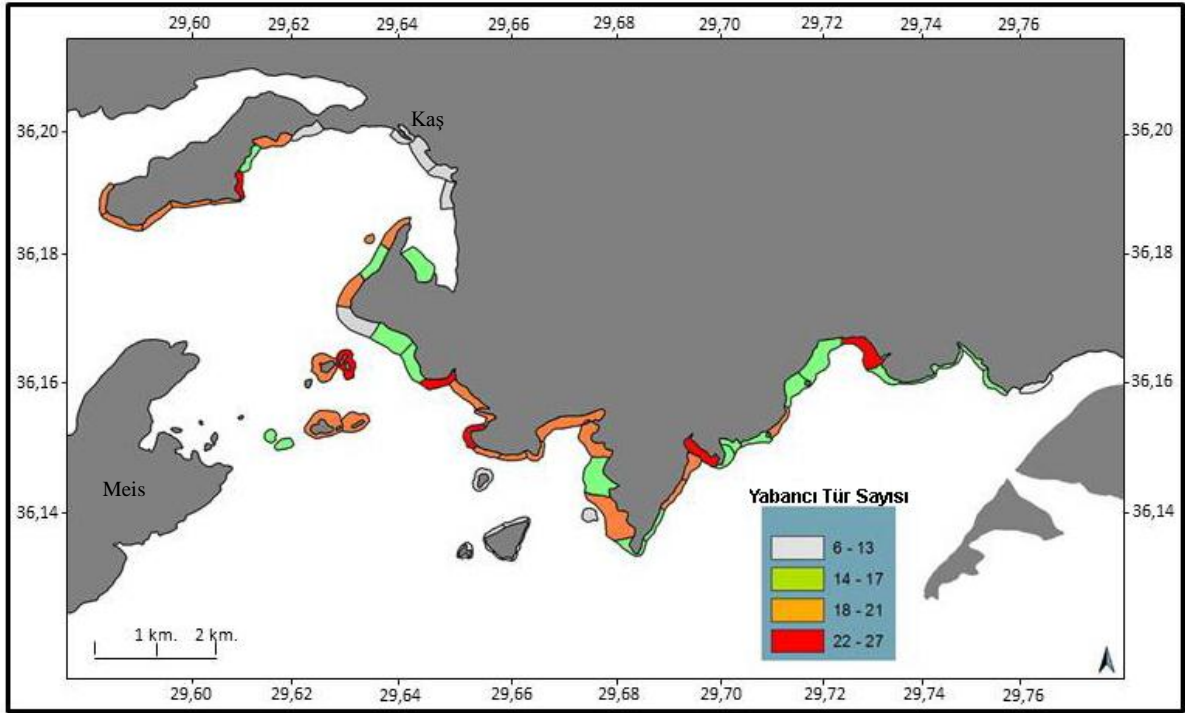 29,60 29,62 29,64 29,66 29,68 29,70 29,72 29,74 29,76
36,20 Kaş 36,20
36,18 36,18
36,16 36,16
Meis
36,14 36,14
Yabancı Tür Sayısı
6 - 13
14 - 17
18 - 21
22 - 27
1 km. 2 km.
29,60 29,62 29,64 29,66 29,68 29,70 29,72 29,74 29,76